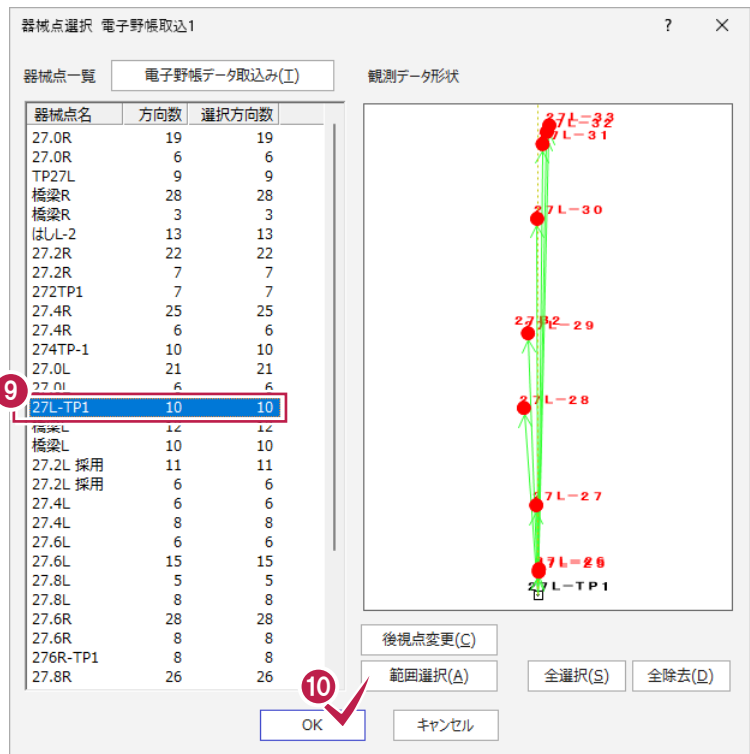 器械点選択 電子野帳取込1 ? ×
器械点一覧 電子野帳データ取込み(T) 観測データ形状
器械点名 方向数 選択方向数
27.0R 19 19
27.0R 6 6
TP27L 9 9
橋梁R 28 28
橋梁R 3 3
はしL-2 13 13
27.2R 22 22
27.2R 7 7
272TP1 7 7
27.4R 25 25
27.4R 6 6
274TP-1 10 10
27.0L 21 21
27.0L 6 6
9
27L-TP1 10 10
橋梁L 12 12
橋梁L 10 10
27.2L 採用 11 11
27.2L 採用 6 6
27.4L 6 6
27.4L 8 8
27.6L 6 6
27.6L 15 15
27.8L 5 5
27.8L 8 8
27.6R 28 28
27.6R 8 8
276R-TP1 8 8
27.8R 26 26
27L-33
27L-32
27L-31
27L-30
27L-29
27L-28
27L-27
27L-26
27L-TP1
後視点変更(C)
範囲選択(A) 全選択(S) 全除去(D)
10
OK キャンセル